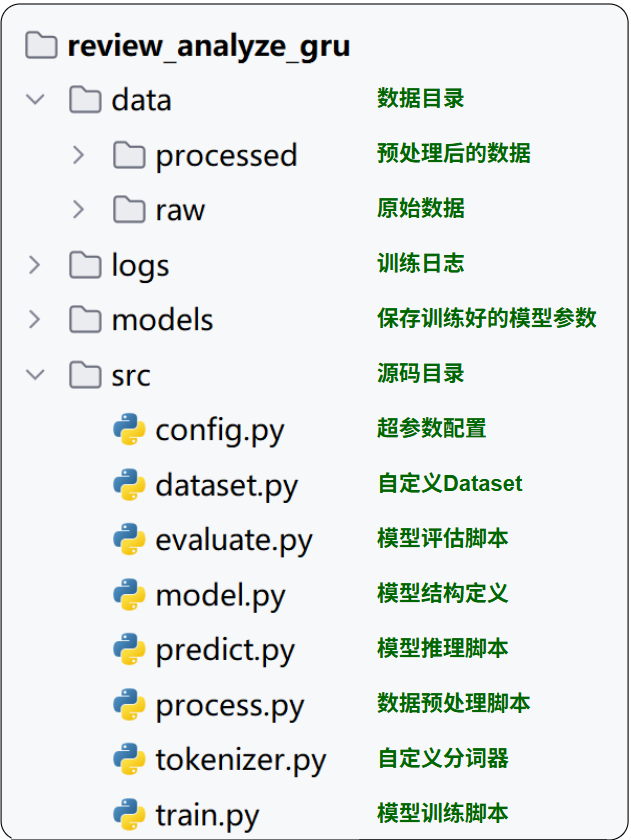 review_analyze_gru
data 数据目录
processed 预处理后的数据
raw 原始数据
logs 训练日志
models 保存训练好的模型参数
src 源码目录
config.py 超参数配置
dataset.py 自定义Dataset
evaluate.py 模型评估脚本
model.py 模型结构定义
predict.py 模型推理脚本
process.py 数据预处理脚本
tokenizer.py 自定义分词器
train.py 模型训练脚本